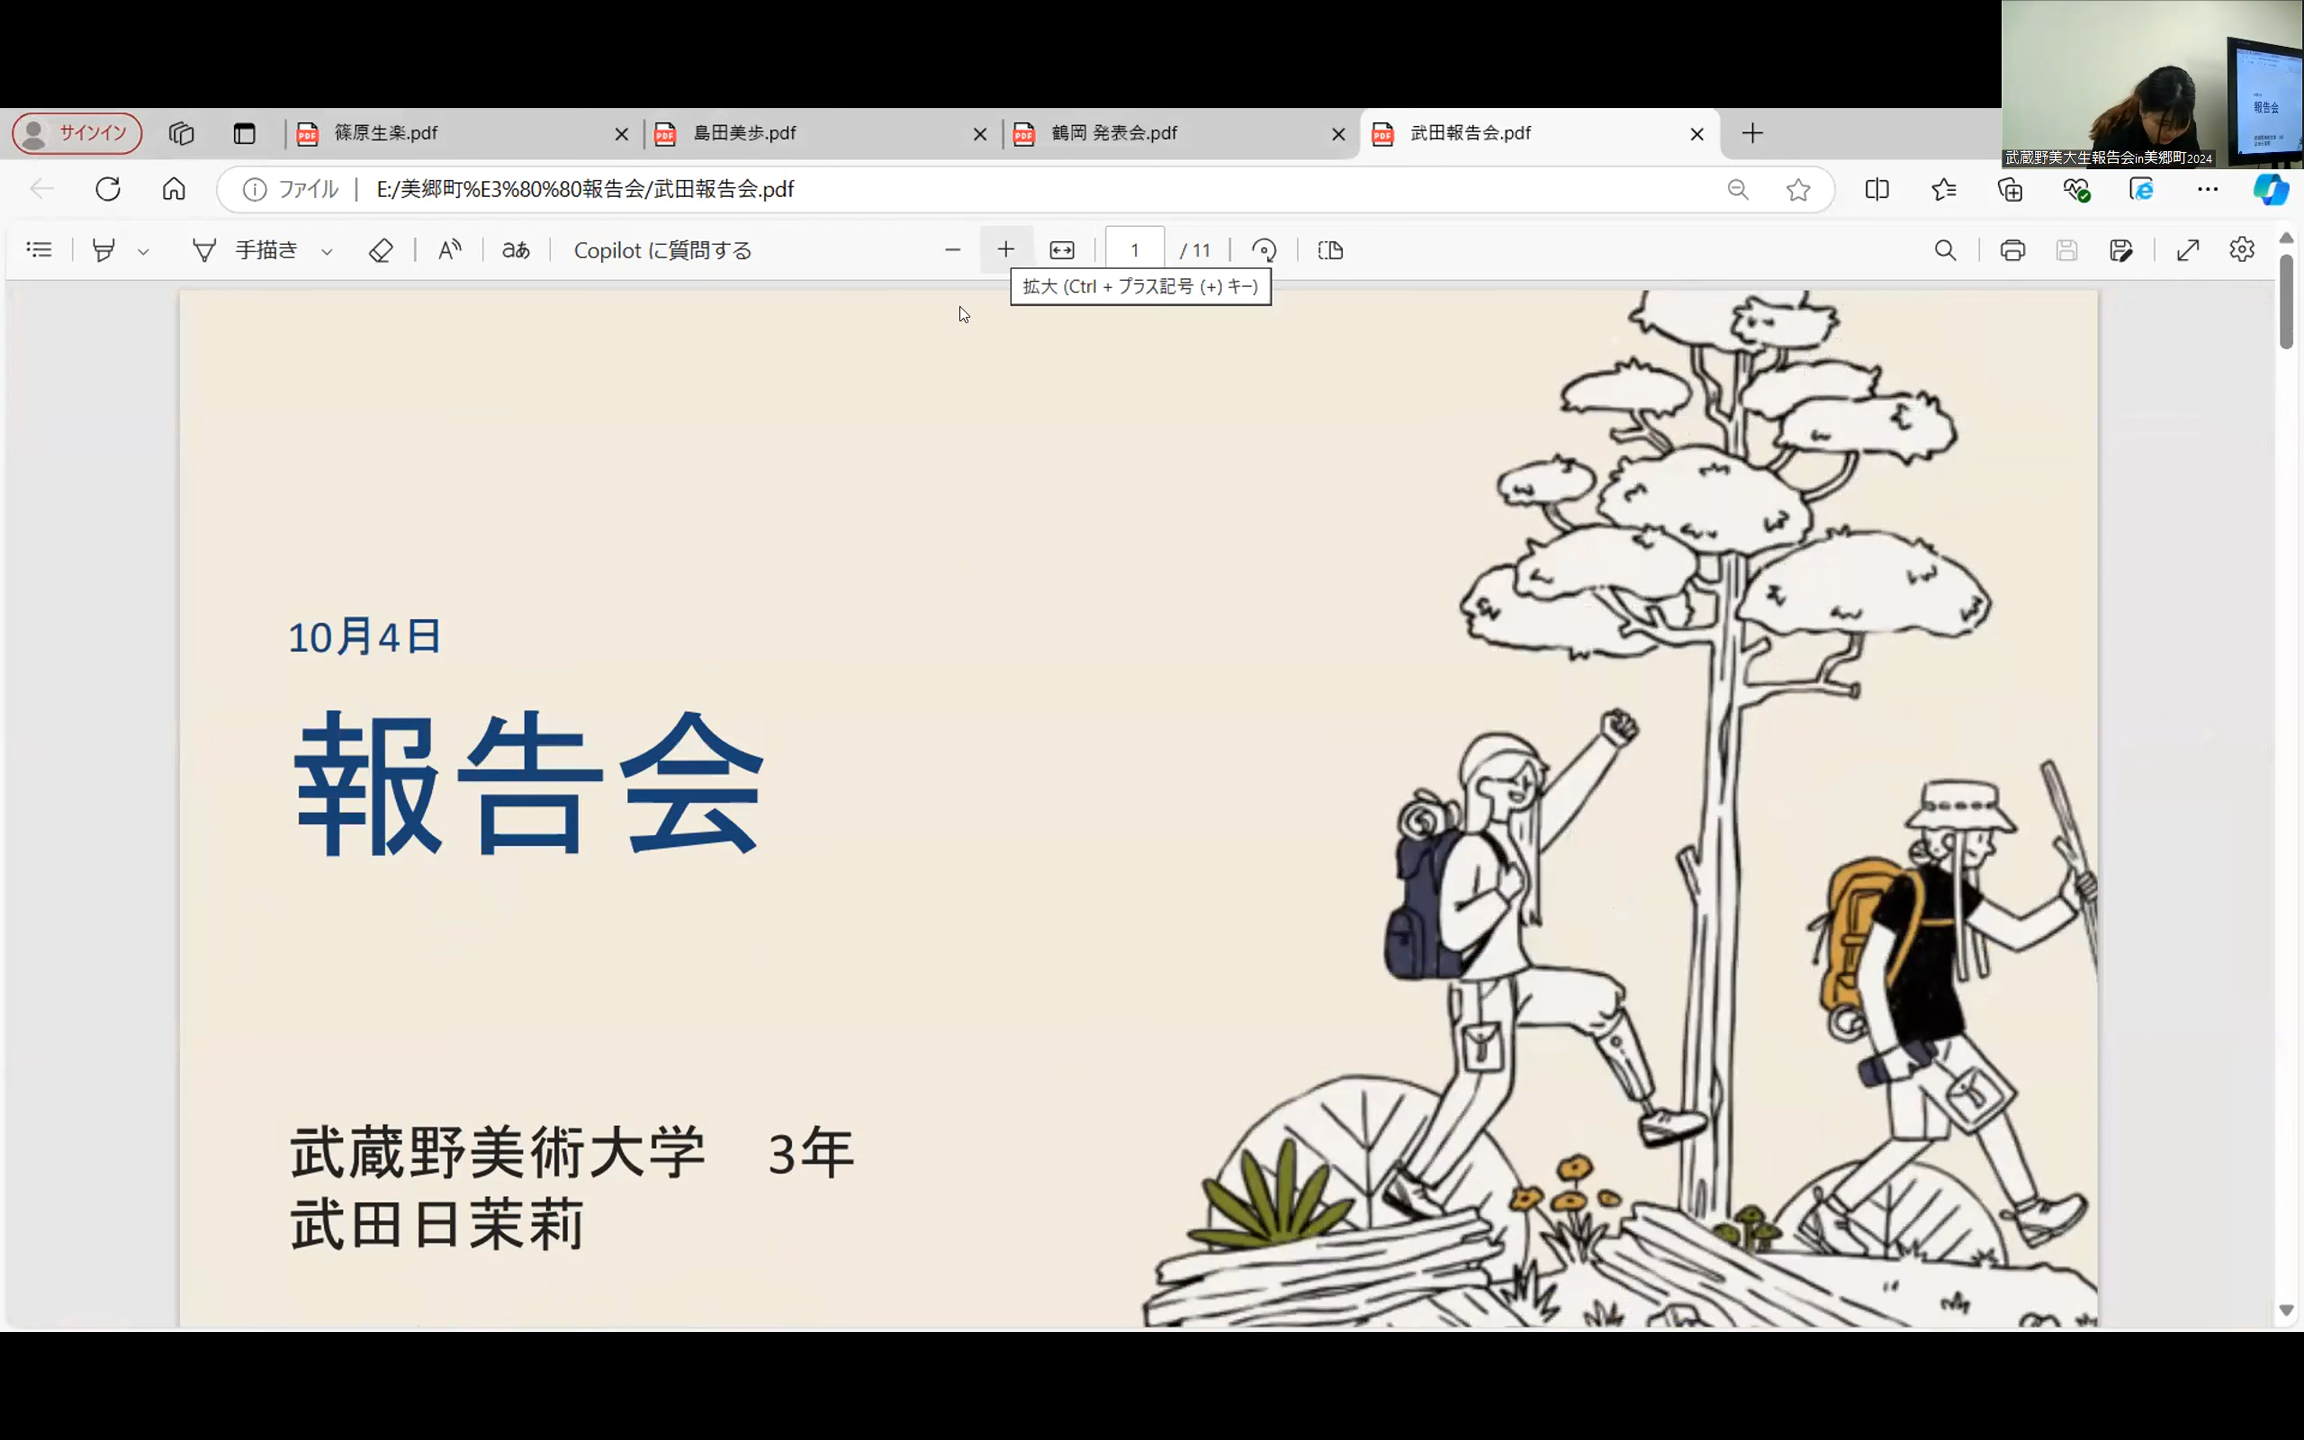 サインイン
篠原生楽.pdf
島田美歩.pdf
鶴岡 発表会.pdf
武田報告会.pdf
ファイル
E:/美郷町%E3%80%80報告会/武田報告会.pdf
手描き
aあ
Copilot に質問する
1
/ 11
拡大 (Ctrl + プラス記号 (+) キー)
報告会
武蔵野美大生報告会in美郷町2024
10月4日
報告会
武蔵野美術大学 3年
武田日茉莉